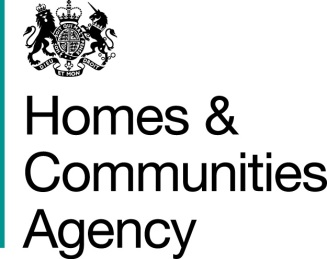 DIEU ET MON DROIT
Homes &
Communities
Agency